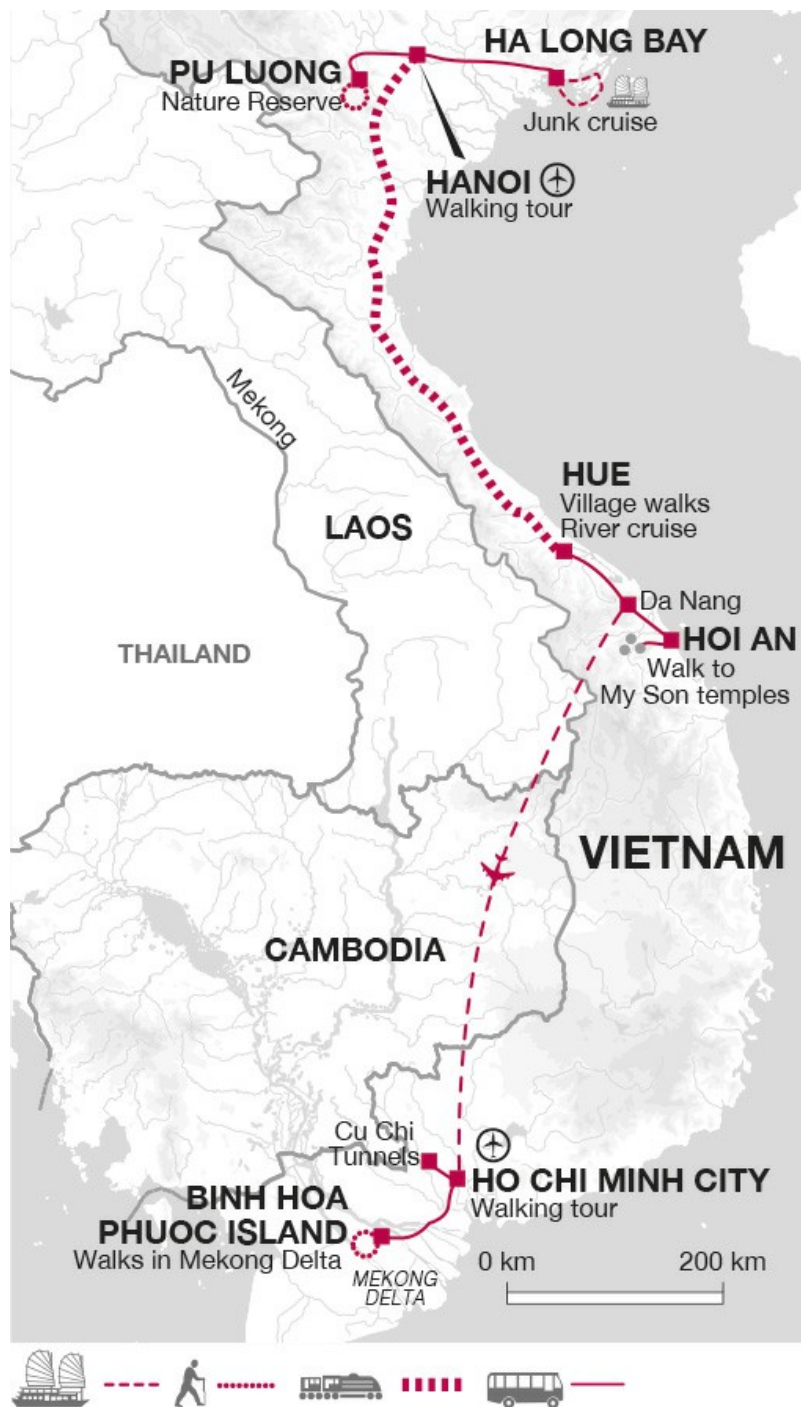 HA LONG BAY
PU LUONG
Nature Reserve
Junk cruise
HANOI
Walking tour
Mekong
HUE
Village walks
River cruise
LAOS
Da Nang
THAILAND
HOI AN
Walk to
My Son temples
VIETNAM
CAMBODIA
Cu Chi
Tunnels
HO CHI MINH CITY
Walking tour
BINH HOA
PHUOC ISLAND
Walks in Mekong Delta
MEKONG
DELTA
0 km 200 km